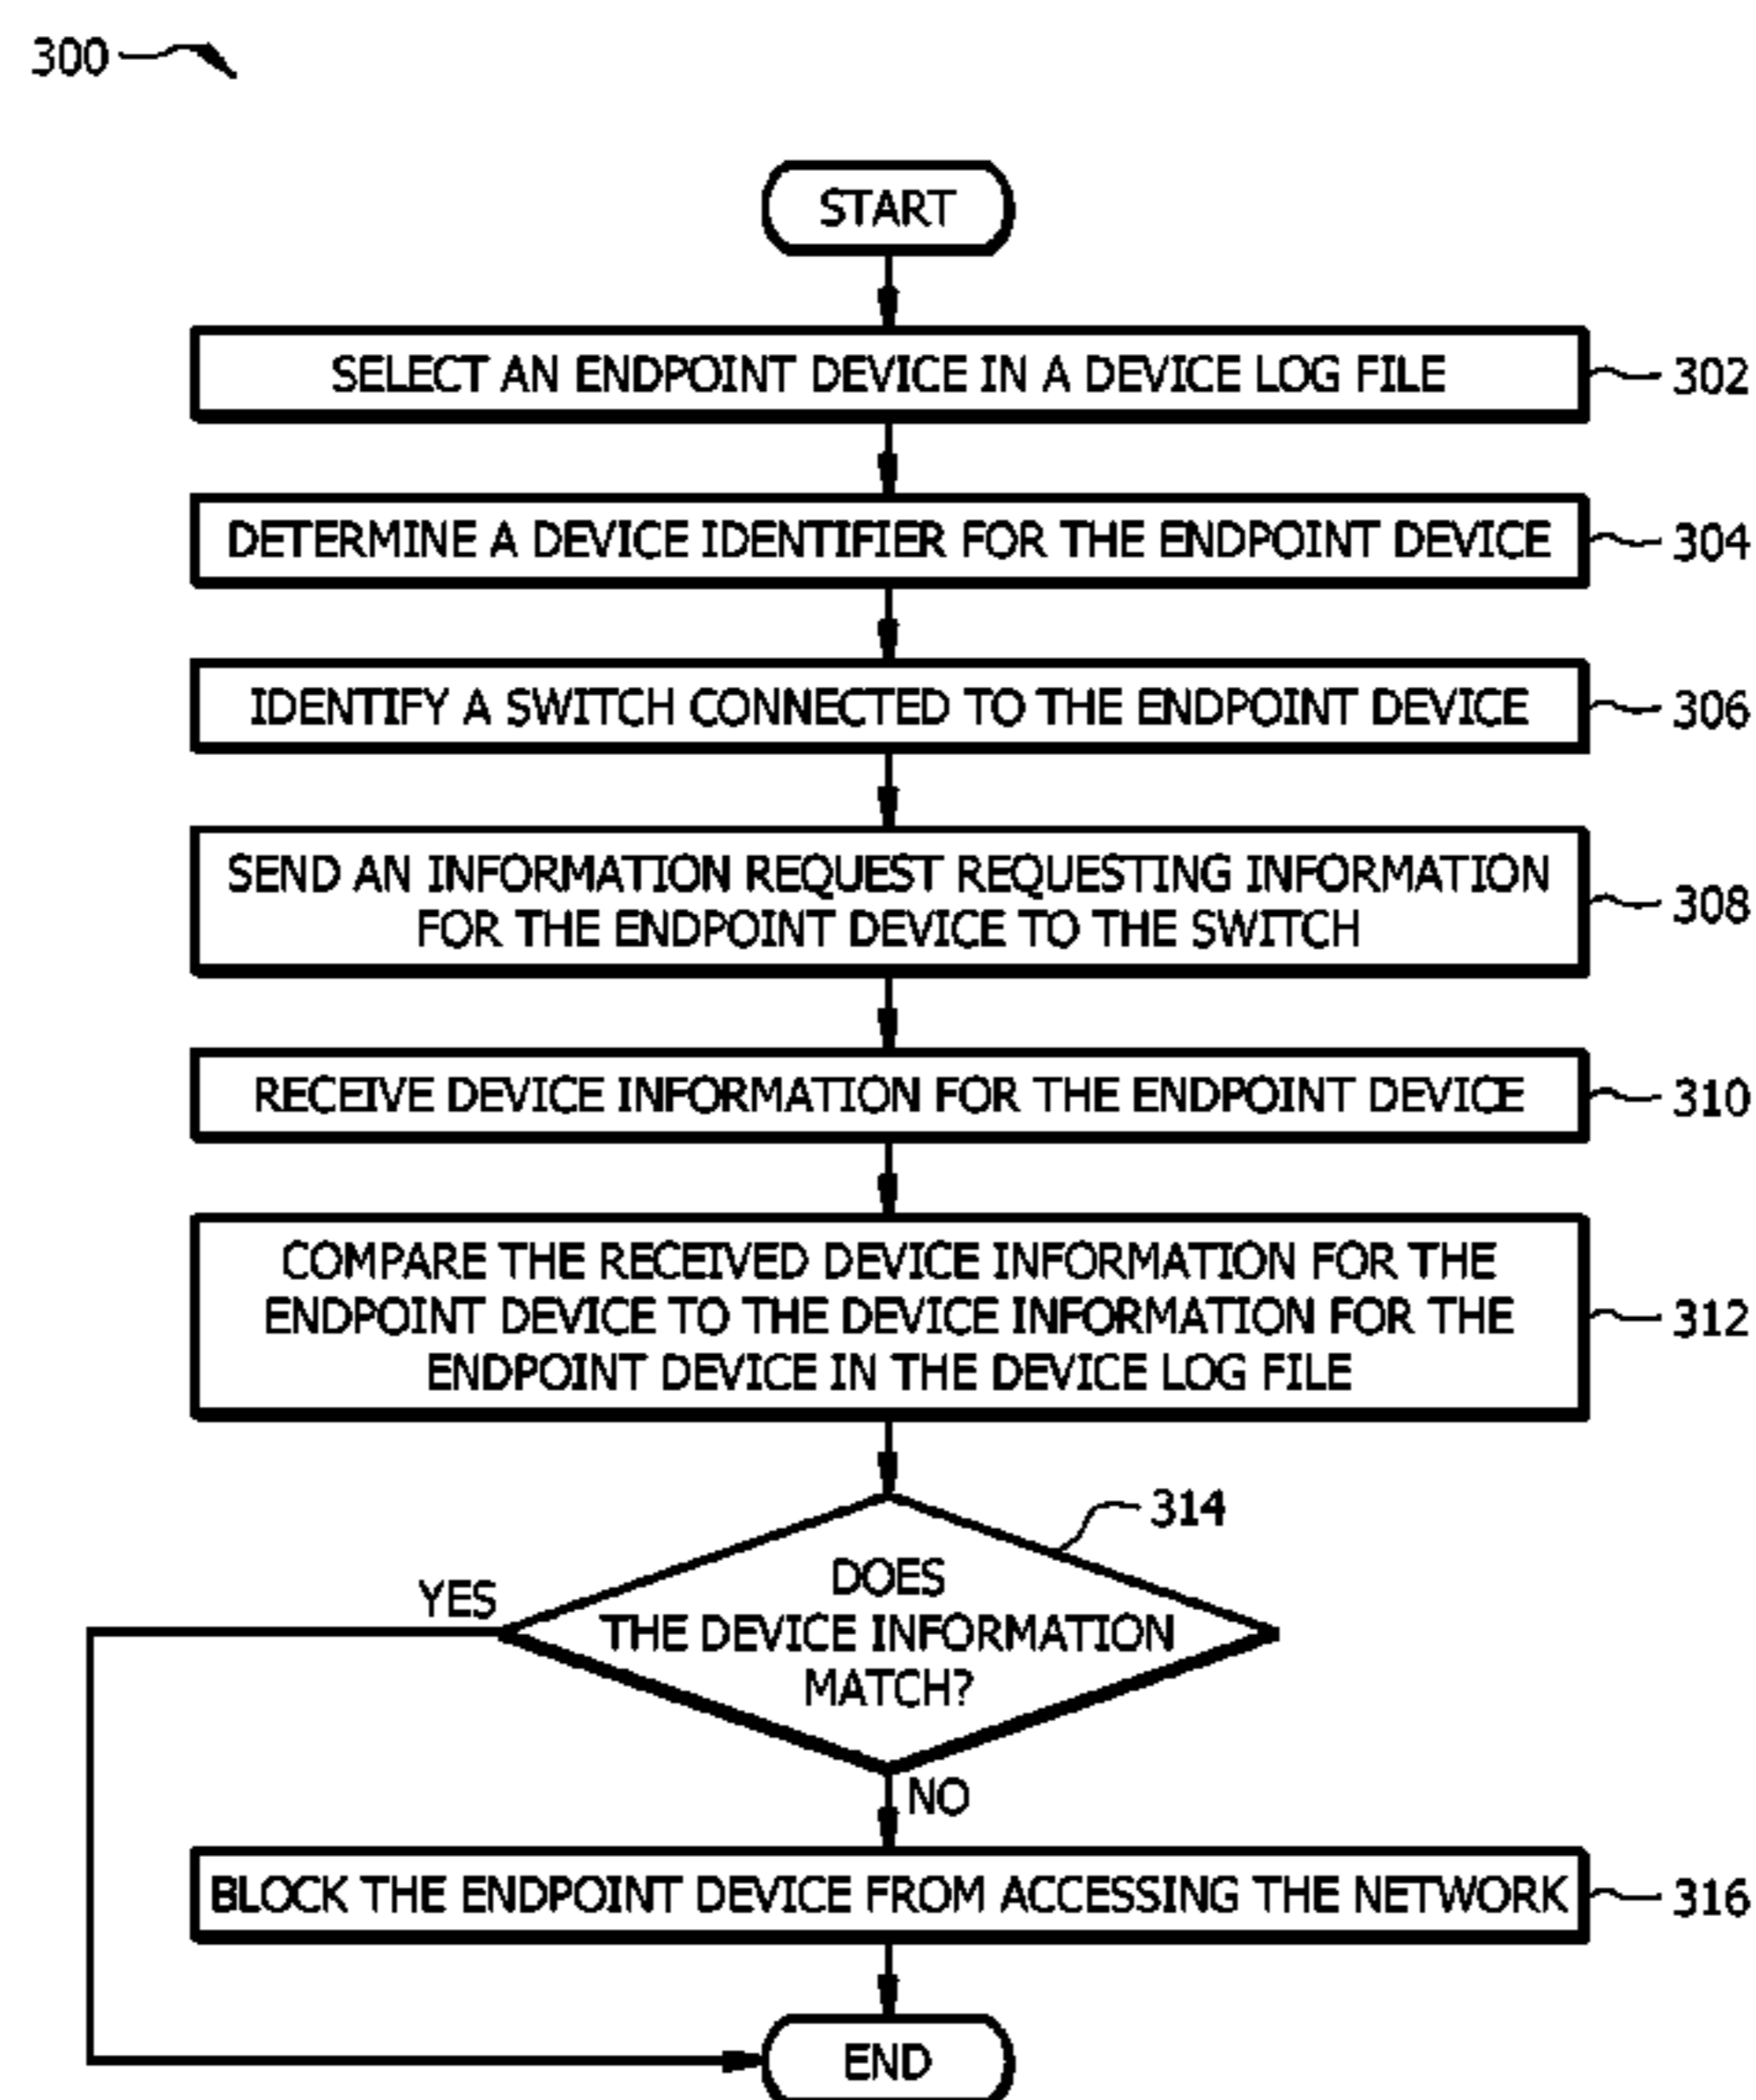 300
START
SELECT AN ENDPOINT DEVICE IN A DEVICE LOG FILE
302
DETERMINE A DEVICE IDENTIFIER FOR THE ENDPOINT DEVICE
304
IDENTIFY A SWITCH CONNECTED TO THE ENDPOINT DEVICE
306
SEND AN INFORMATION REQUEST REQUESTING INFORMATION
FOR THE ENDPOINT DEVICE TO THE SWITCH
308
RECEIVE DEVICE INFORMATION FOR THE ENDPOINT DEVICE
310
COMPARE THE RECEIVED DEVICE INFORMATION FOR THE
ENDPOINT DEVICE TO THE DEVICE INFORMATION FOR THE
ENDPOINT DEVICE IN THE DEVICE LOG FILE
312
314
DOES
THE DEVICE INFORMATION
MATCH?
YES
NO
BLOCK THE ENDPOINT DEVICE FROM ACCESSING THE NETWORK
316
END